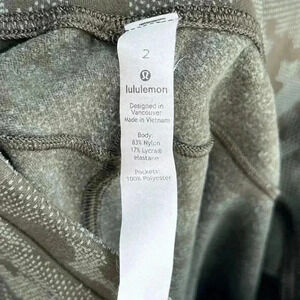 2
lululemon
Designed in
Vancouver
Made in Vietnam
Body:
83% Nylon
17% Lycra®
Elastane
Pockets:
100% Polyester